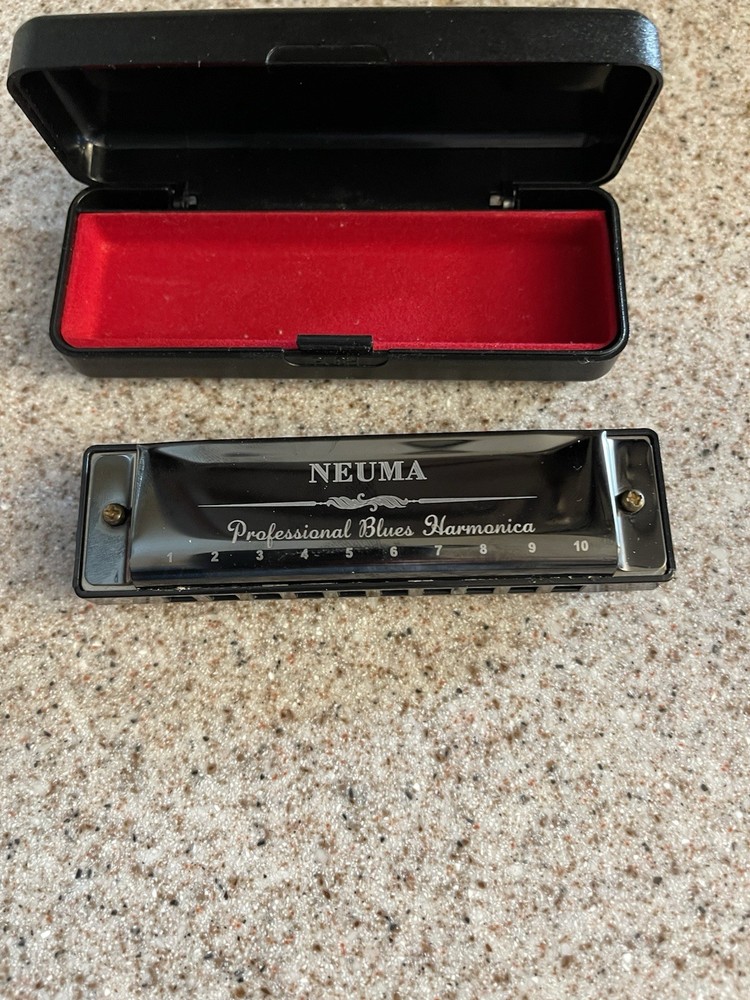 NEUMA
Professional Blues Harmonica
1 2 3 4 5 6 7 8 9 10